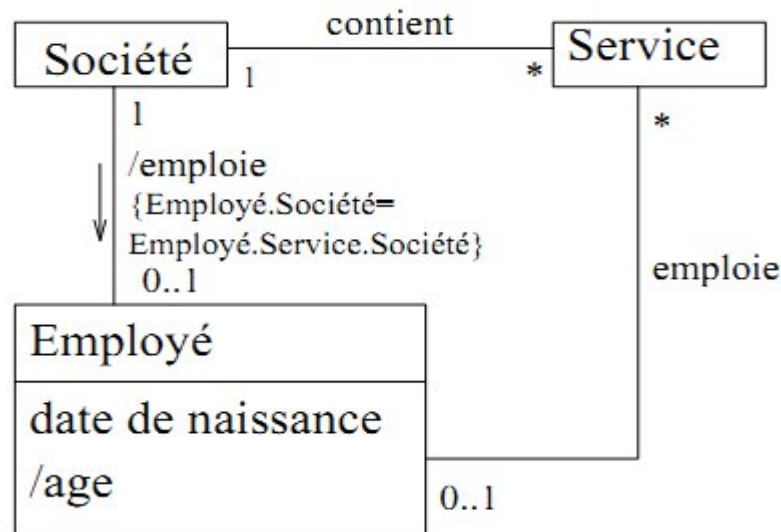 contient
Société
Service
1
*
1
*
/emploie
{Employé.Société=
Employé.Service.Société}
emploie
0..1
Employé
date de naissance
/age
0..1